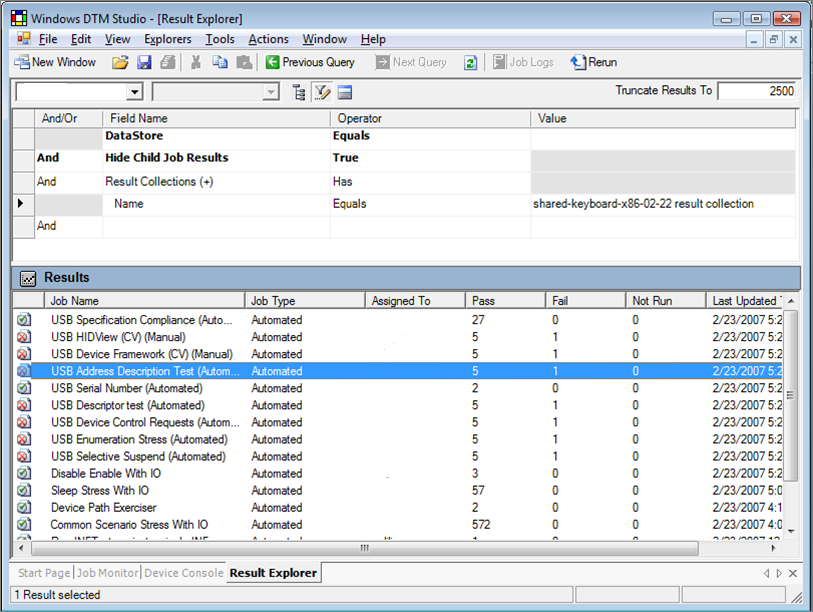 Windows DTM Studio - [Result Explorer]
File Edit View Explorers Tools Actions Window Help
New Window Previous Query Next Query Job Logs Rerun
Truncate Results To 2500
And/Or Field Name Operator Value
DataStore Equals
And Hide Child Job Results True
And Result Collections (+) Has
Name Equals shared-keyboard-x86-02-22 result collection
And
Results
Job Name Job Type Assigned To Pass Fail Not Run Last Updated
USB Specification Compliance (Auto... Automated 27 0 0 2/23/2007 5:2
USB HIDView (CV) (Manual) Automated 5 1 0 2/23/2007 5:2
USB Device Framework (CV) (Manual) Automated 5 1 0 2/23/2007 5:2
USB Address Description Test (Autom... Automated 5 1 0 2/23/2007 5:2
USB Serial Number (Automated) Automated 2 0 0 2/23/2007 5:2
USB Descriptor test (Automated) Automated 5 1 0 2/23/2007 5:2
USB Device Control Requests (Autom... Automated 5 1 0 2/23/2007 5:2
USB Enumeration Stress (Automated) Automated 5 1 0 2/23/2007 5:2
USB Selective Suspend (Automated) Automated 5 1 0 2/23/2007 5:2
Disable Enable With IO Automated 3 0 0 2/23/2007 5:2
Sleep Stress With IO Automated 57 0 0 2/23/2007 5:0
Device Path Exerciser Automated 2 0 0 2/23/2007 4:1
Common Scenario Stress With IO Automated 572 0 0 2/23/2007 4:0
Start Page Job Monitor Device Console Result Explorer
1 Result selected